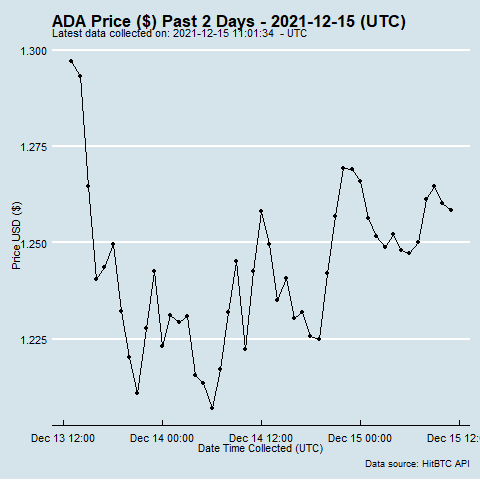 ADA Price ($) Past 2 Days - 2021-12-15 (UTC)
Latest data collected on: 2021-12-15 11:01:34 - UTC
1.300
1.275
1.250
1.225
Price USD ($)
Dec 13 12:00 Dec 14 00:00 Dec 14 12:00 Dec 15 00:00 Dec 15 12:0
Date Time Collected (UTC)
Data source: HitBTC API